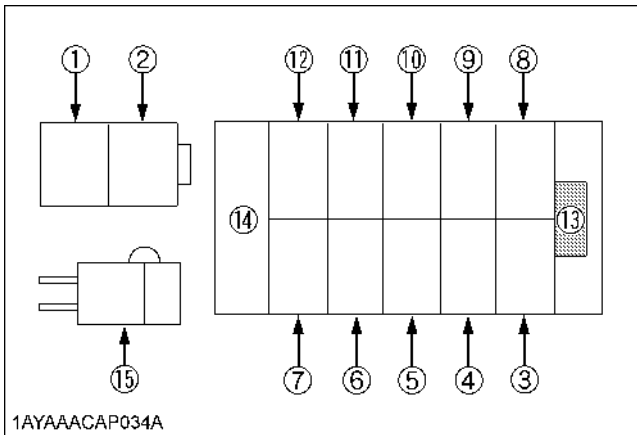 ① ② ⑫ ⑪ ⑩ ⑨ ⑧
⑭ ⑬
⑮ ⑦ ⑥ ⑤ ④ ③
1AYAAACAP034A